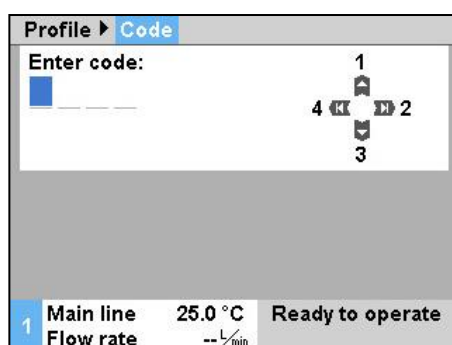 Profile Code
Enter code:
1
4 2
3
1
Main line 25.0 °C Ready to operate
Flow rate -- L/min